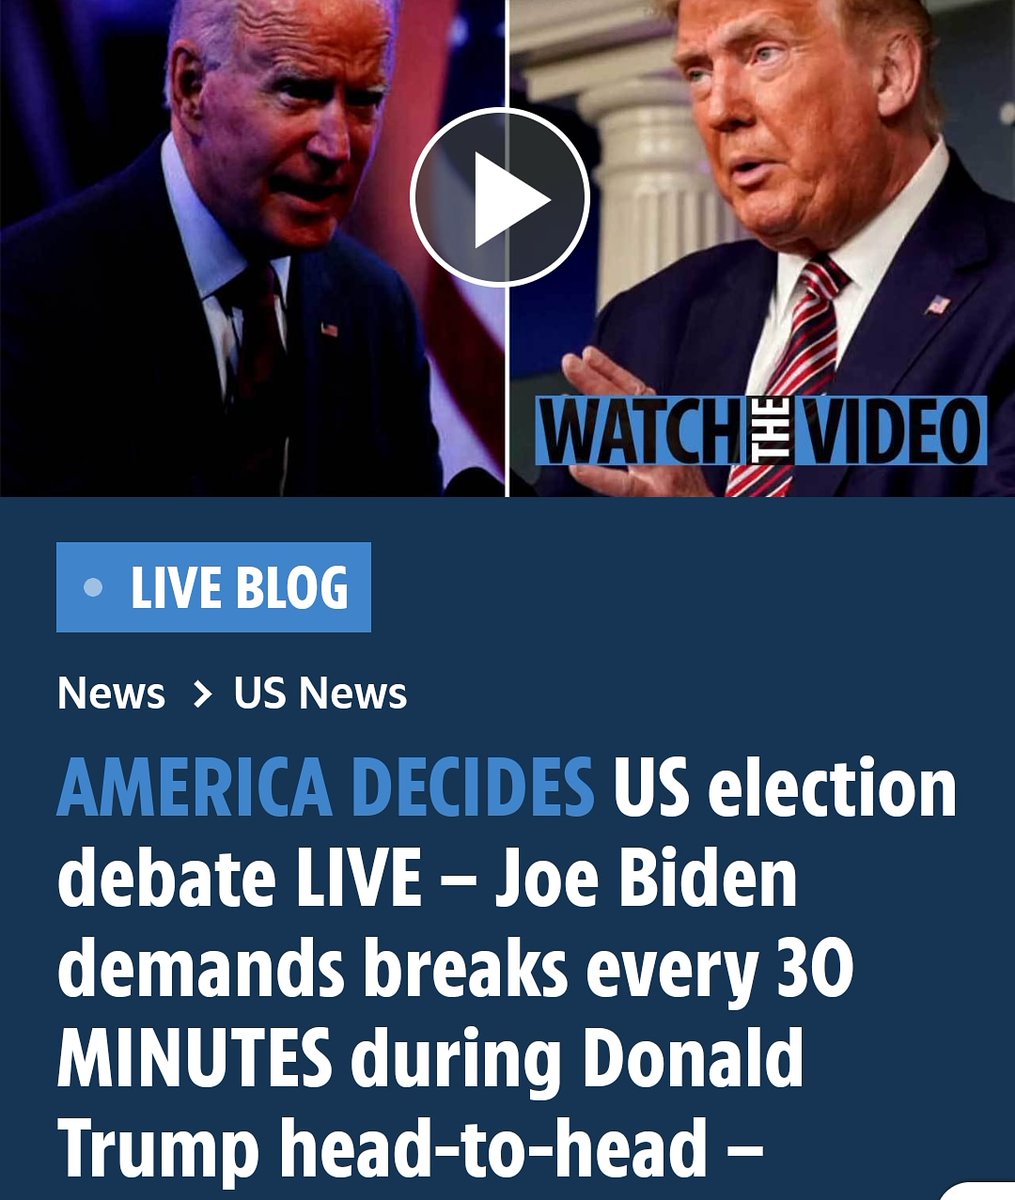 WATCH THE VIDEO
LIVE BLOG
News > US News
AMERICA DECIDES US election
debate LIVE – Joe Biden
demands breaks every 30
MINUTES during Donald
Trump head-to-head –